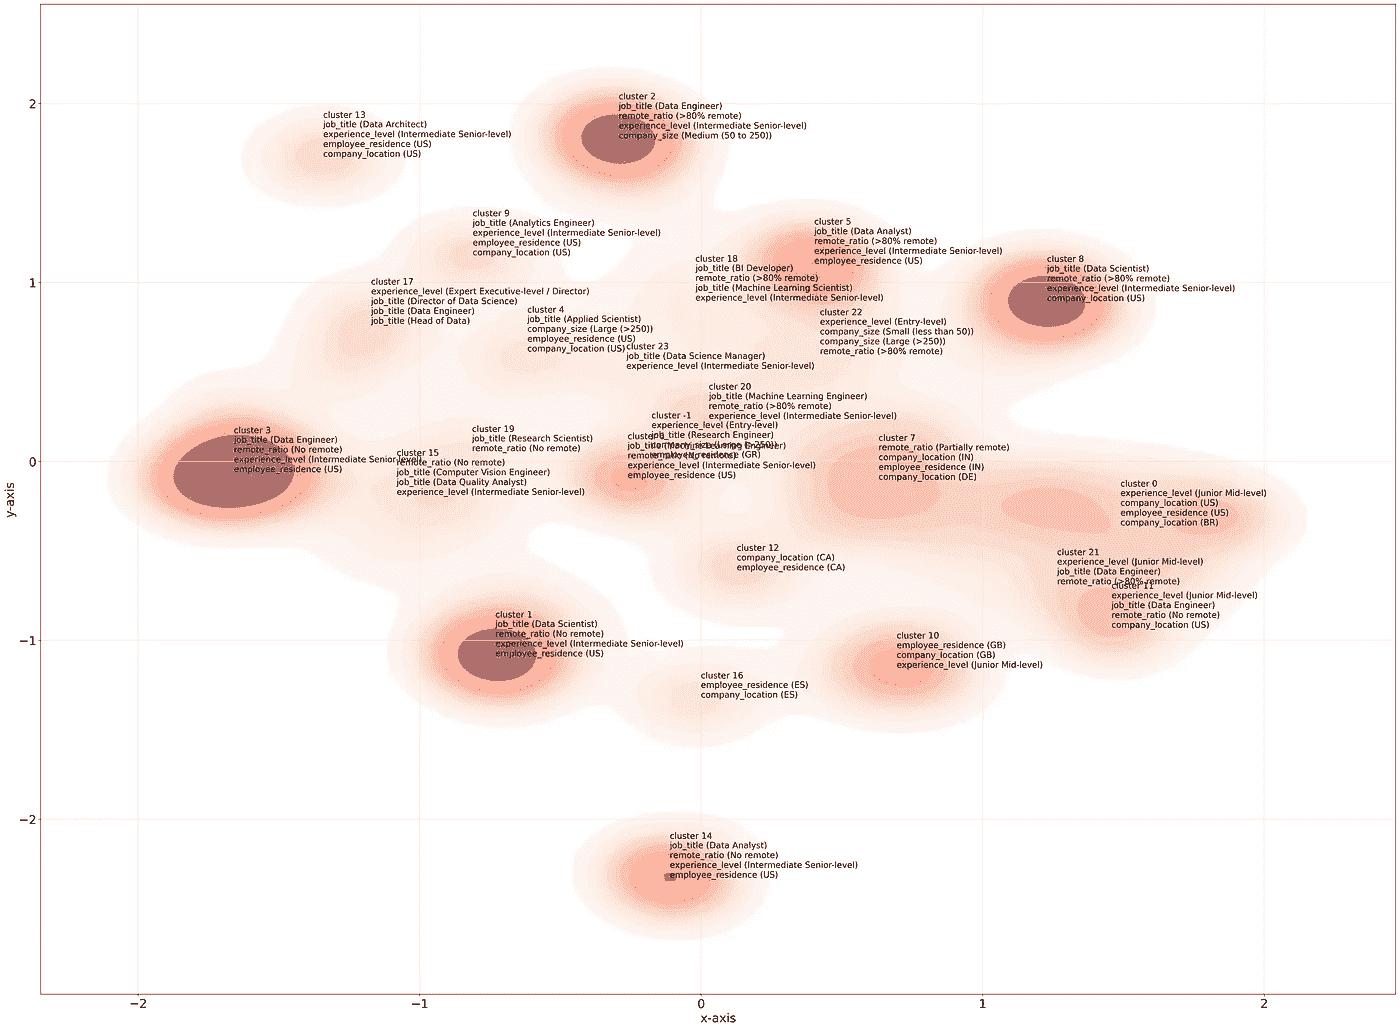 cluster 2
job_title (Data Engineer)
remote_ratio (>80% remote)
experience_level (Intermediate Senior-level)
company_size (Medium (50 to 250))
2
cluster 13
job_title (Data Architect)
experience_level (Intermediate Senior-level)
employee_residence (US)
company_location (US)
cluster 9
job_title (Analytics Engineer)
experience_level (Intermediate Senior-level)
employee_residence (US)
company_location (US)
cluster 5
job_title (Data Analyst)
remote_ratio (>80% remote)
experience_level (Intermediate Senior-level)
employee_residence (US)
cluster 18
job_title (BI Developer)
remote_ratio (>80% remote)
job_title (Machine Learning Scientist)
experience_level (Intermediate Senior-level)
cluster 8
job_title (Data Scientist)
remote_ratio (>80% remote)
experience_level (Intermediate Senior-level)
company_location (US)
1
cluster 17
experience_level (Expert Executive-level / Director)
job_title (Director of Data Science)
job_title (Data Engineer)
job_title (Head of Data)
cluster 4
job_title (Applied Scientist)
company_size (Large (>250))
employee_residence (US)
company_location (US)
cluster 22
experience_level (Entry-level)
company_size (Small (less than 50))
company_size (Large (>250))
remote_ratio (>80% remote)
cluster 23
job_title (Data Science Manager)
experience_level (Intermediate Senior-level)
cluster 20
job_title (Machine Learning Engineer)
remote_ratio (>80% remote)
experience_level (Intermediate Senior-level)
cluster -1
experience_level (Entry-level)
job_title (Research Engineer)
experience_level (Intermediate Senior-level)
employee_residence (US)
cluster 3
job_title (Data Engineer)
remote_ratio (No remote)
experience_level (Intermediate Senior-level)
employee_residence (US)
cluster 19
job_title (Research Scientist)
remote_ratio (No remote)
cluster 15
remote_ratio (No remote)
job_title (Computer Vision Engineer)
job_title (Data Quality Analyst)
experience_level (Intermediate Senior-level)
cluster 7
remote_ratio (Partially remote)
company_location (IN)
employee_residence (IN)
company_location (DE)
0
cluster 0
experience_level (Junior Mid-level)
company_location (US)
employee_residence (US)
company_location (BR)
y-axis
cluster 12
company_location (CA)
employee_residence (CA)
cluster 21
experience_level (Junior Mid-level)
job_title (Data Engineer)
remote_ratio (>80% remote)
cluster 11
experience_level (Junior Mid-level)
job_title (Data Engineer)
remote_ratio (No remote)
company_location (US)
cluster 1
job_title (Data Scientist)
remote_ratio (No remote)
experience_level (Intermediate Senior-level)
employee_residence (US)
−1
cluster 10
employee_residence (GB)
company_location (GB)
experience_level (Junior Mid-level)
cluster 16
employee_residence (ES)
company_location (ES)
−2
cluster 14
job_title (Data Analyst)
remote_ratio (No remote)
experience_level (Intermediate Senior-level)
employee_residence (US)
−2 −1 0 1 2
x-axis